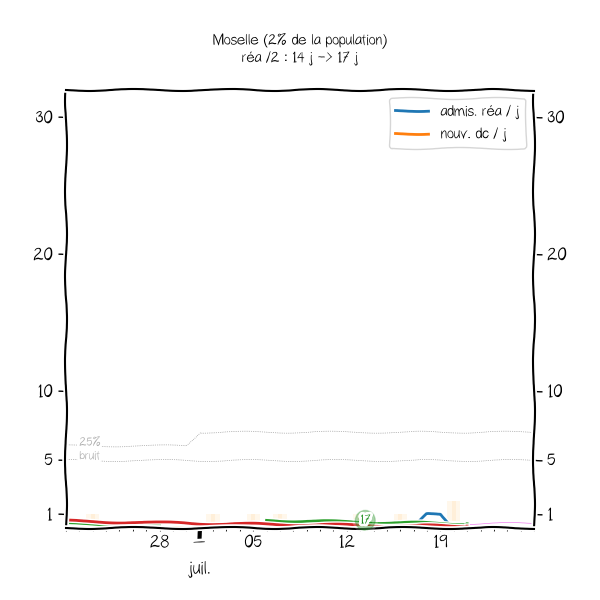 Moselle (2% de la population)
réa /2 : 14 j -> 17 j
admis. réa / j
nouv. dc / j
30
30
20
20
10
10
25%
bruit
5
5
1
1
17
28
05
12
19
juil.